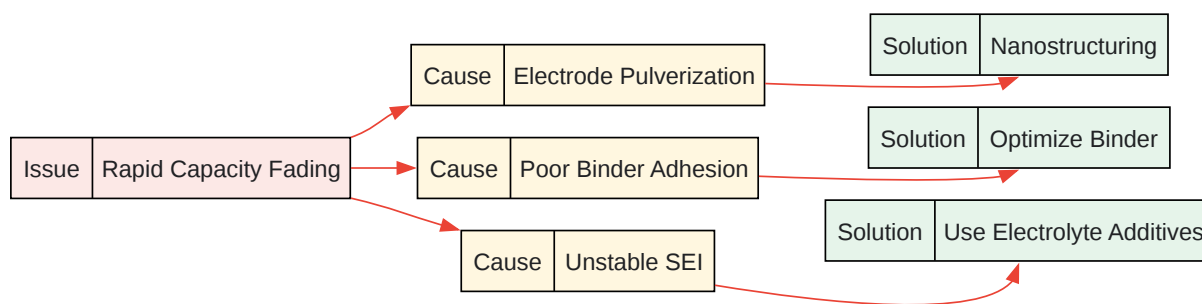 Issue Rapid Capacity Fading
Cause Electrode Pulverization
Cause Poor Binder Adhesion
Cause Unstable SEI
Solution Nanostructuring
Solution Optimize Binder
Solution Use Electrolyte Additives